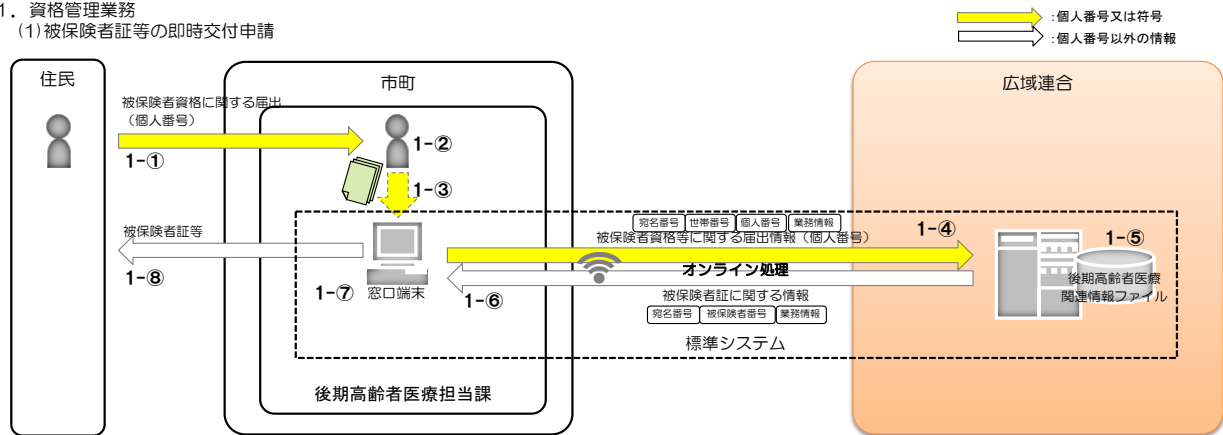 1．資格管理業務
(1)被保険者証等の即時交付申請
:個人番号又は符号
:個人番号以外の情報
住民
市町
広域連合
被保険者資格に関する届出
（個人番号）
1-①
1-②
1-③
宛名番号 世帯番号 個人番号 業務情報
被保険者資格等に関する届出情報（個人番号）
1-④
1-⑤
被保険者証等
オンライン処理
後期高齢者医療
関連情報ファイル
1-⑧
1-⑦
窓口端末
1-⑥
被保険者証に関する情報
宛名番号 被保険者番号 業務情報
標準システム
後期高齢者医療担当課